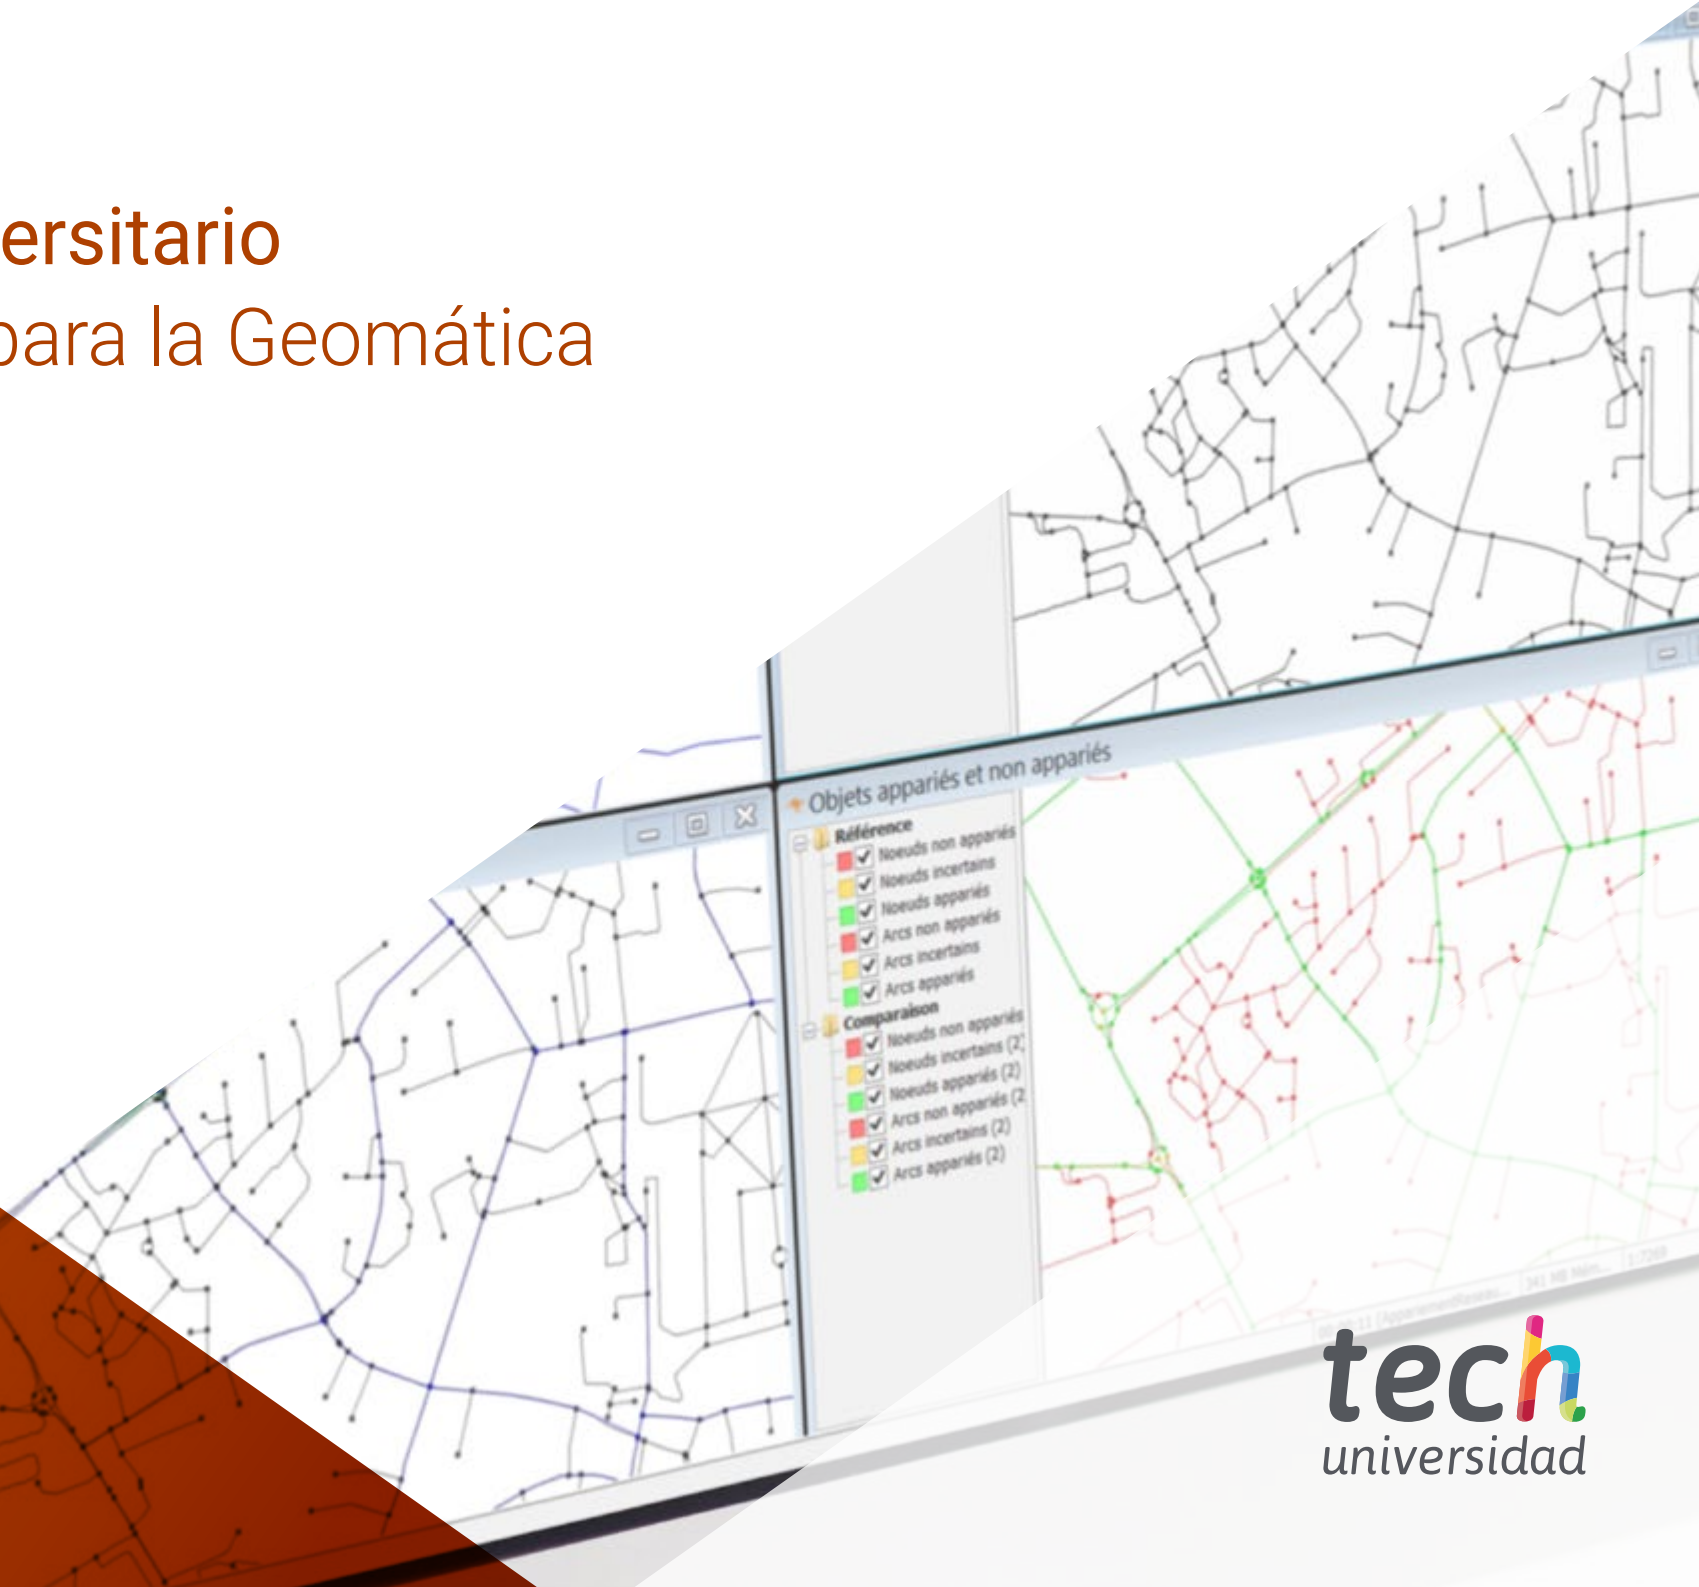 ersitario
para la Geomática
Objets appariés et non appariés
Référence
Noeuds non appariés
Noeuds incertains
Noeuds appariés
Arcs non appariés
Arcs incertains
Arcs appariés
Comparaison
Noeuds non appariés
Noeuds incertains (2)
Noeuds appariés (2)
Arcs non appariés (2
Arcs incertains (2)
Arcs appariés (2)
tech
universidad